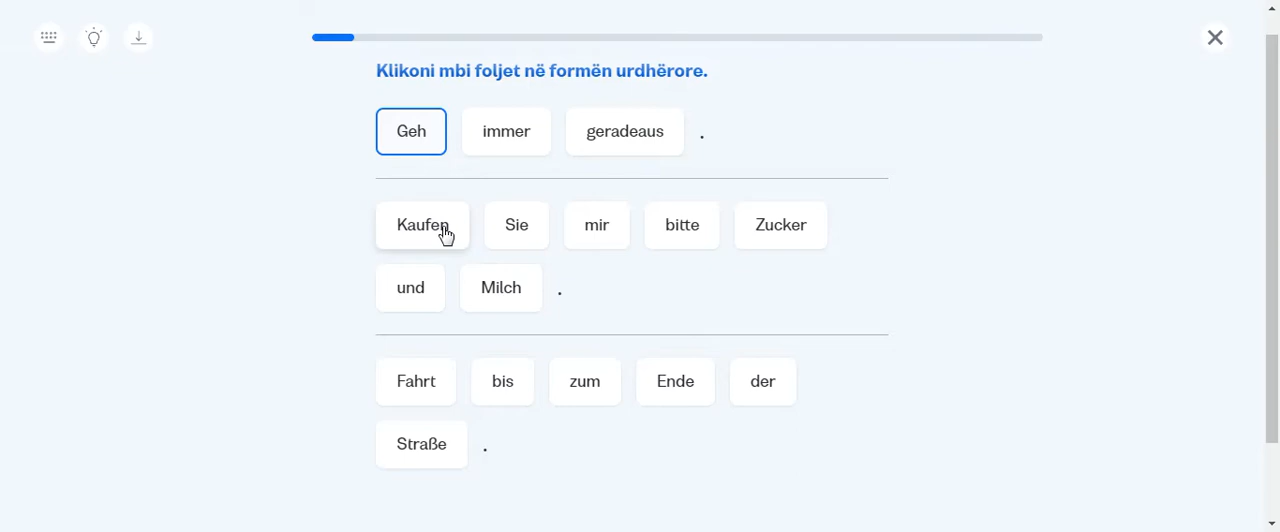 Klikoni mbi foljet në formën urdhërore.
Geh immer geradeaus .
Kaufen Sie mir bitte Zucker
und Milch .
Fahrt bis zum Ende der
Straße .